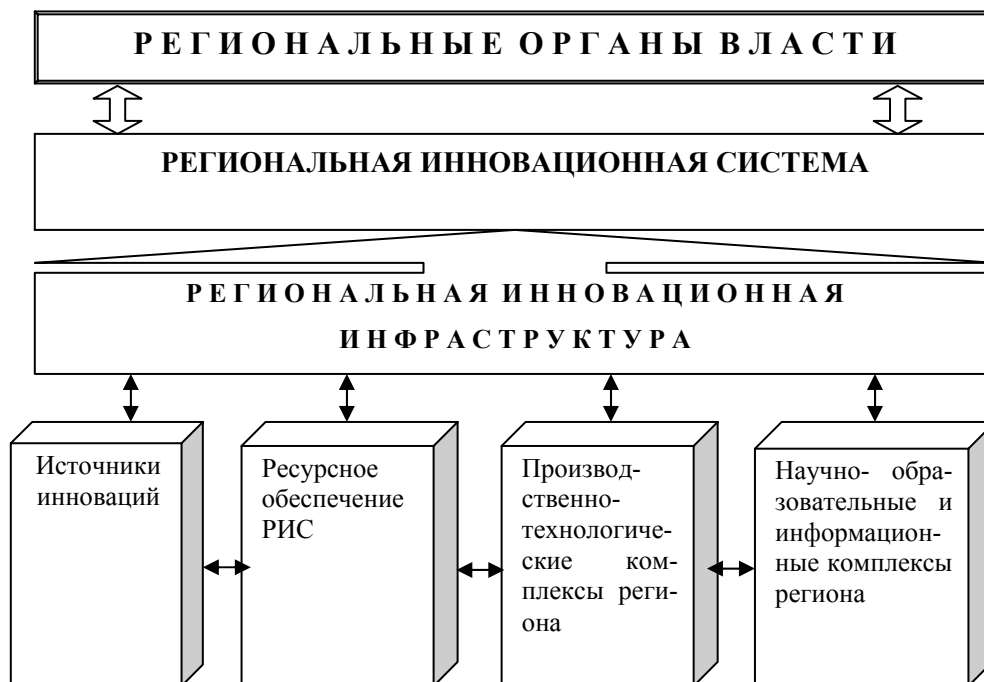 Р Е Г И О Н А Л Ь Н Ы Е О Р Г А Н Ы В Л А С Т И
РЕГИОНАЛЬНАЯ ИННОВАЦИОННАЯ СИСТЕМА
Р Е Г И О Н А Л Ь Н А Я И Н Н О В А Ц И О Н Н А Я
И Н Ф Р А С Т Р У К Т У Р А
Источники
инноваций
Ресурсное
обеспечение
РИС
Производ-
ственно-
технологиче-
ские ком-
плексы реги-
она
Научно- обра-
зовательные и
информацион-
ные комплексы
региона